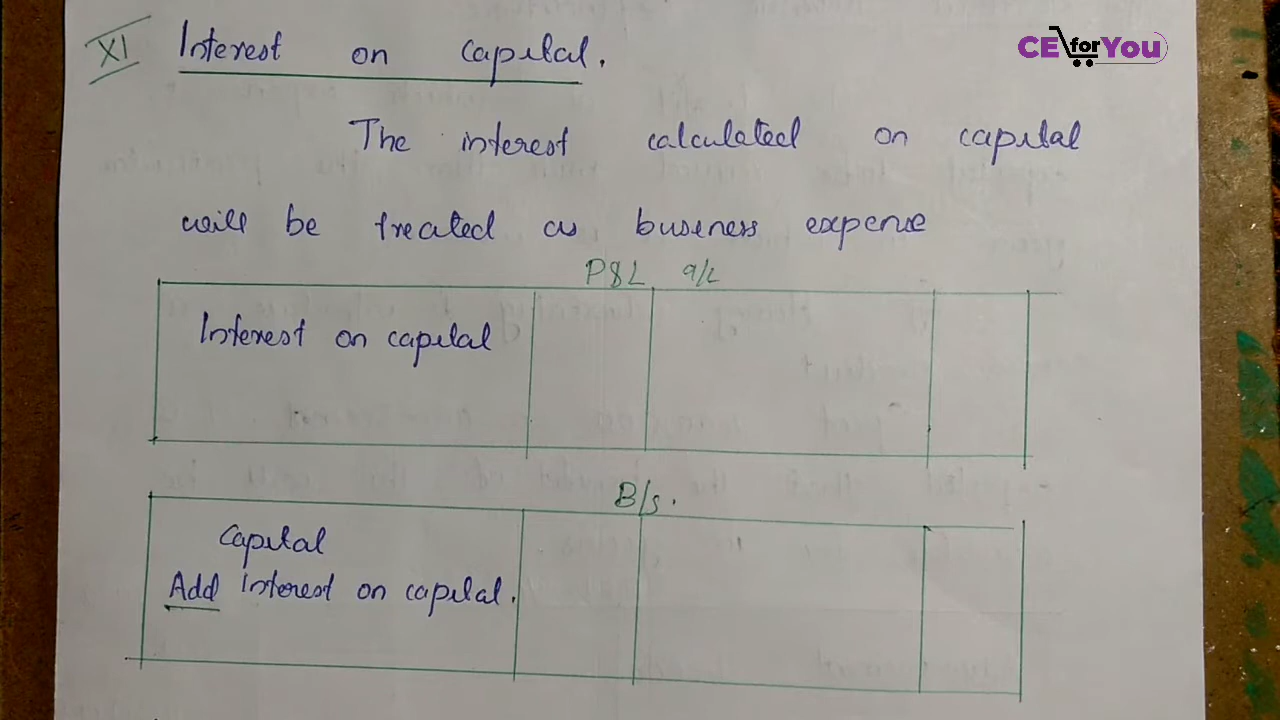 CE for You
XI Interest on capital.
The interest calculated on capital
will be treated as business expense
P&L a/c
Interest on capital
B/s.
Capital
Add interest on capital.